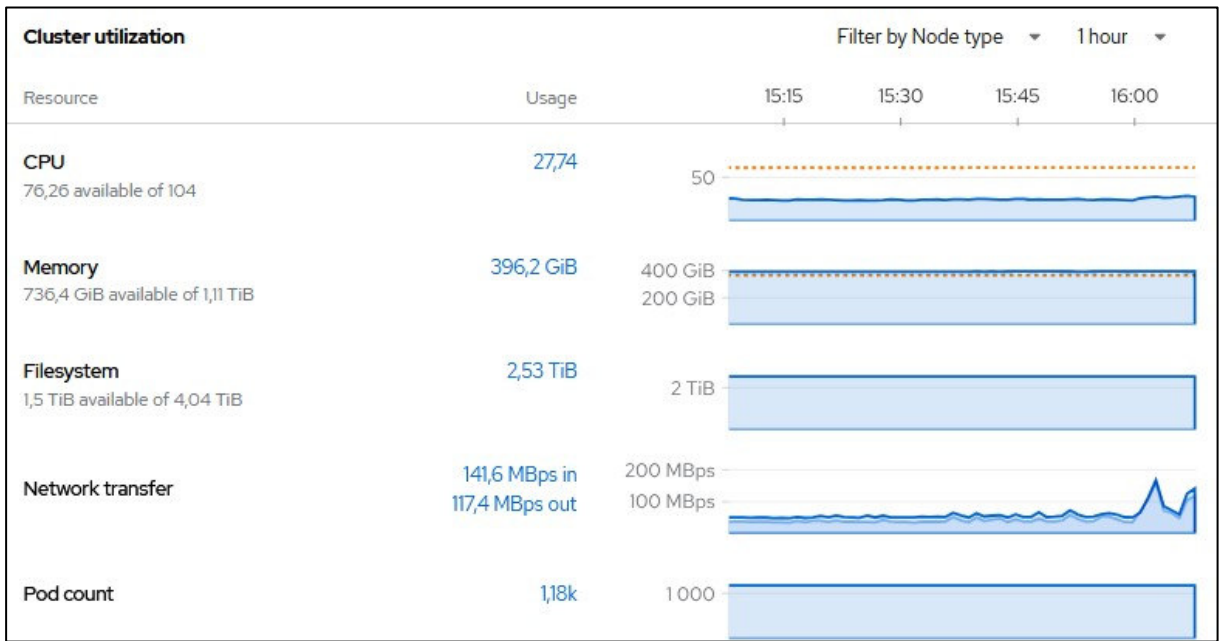 Cluster utilization
Filter by Node type
1 hour
Resource
Usage
15:15
15:30
15:45
16:00
CPU
76,26 available of 104
27,74
50
Memory
736,4 GiB available of 1,11 TiB
396,2 GiB
400 GiB
200 GiB
Filesystem
1,5 TiB available of 4,04 TiB
2,53 TiB
2 TiB
Network transfer
141,6 MBps in
117,4 MBps out
200 MBps
100 MBps
Pod count
1,18k
1 000